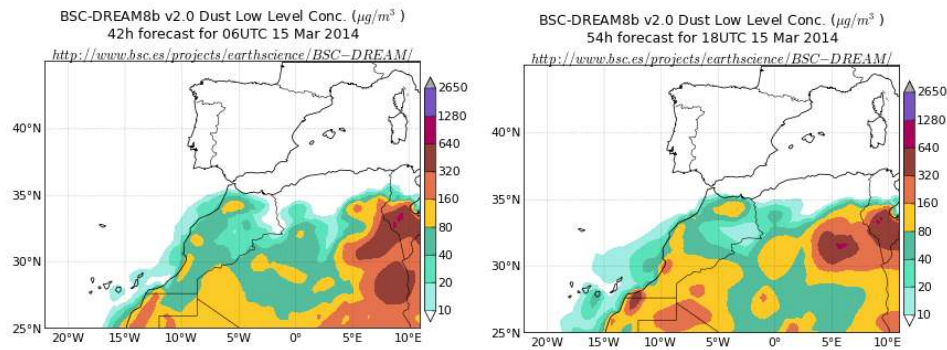 BSC-DREAM8b v2.0 Dust Low Level Conc. (μg/m³ )
42h forecast for 06UTC 15 Mar 2014
http://www.bsc.es/projects/earthscience/BSC−DREAM/
40°N
35°N
30°N
25°N
20°W
15°W
10°W
5°W
0°
5°E
10°E
2650
1280
640
320
160
80
40
20
10
BSC-DREAM8b v2.0 Dust Low Level Conc. (μg/m³ )
54h forecast for 18UTC 15 Mar 2014
http://www.bsc.es/projects/earthscience/BSC−DREAM/
40°N
35°N
30°N
25°N
20°W
15°W
10°W
5°W
0°
5°E
10°E
2650
1280
640
320
160
80
40
20
10